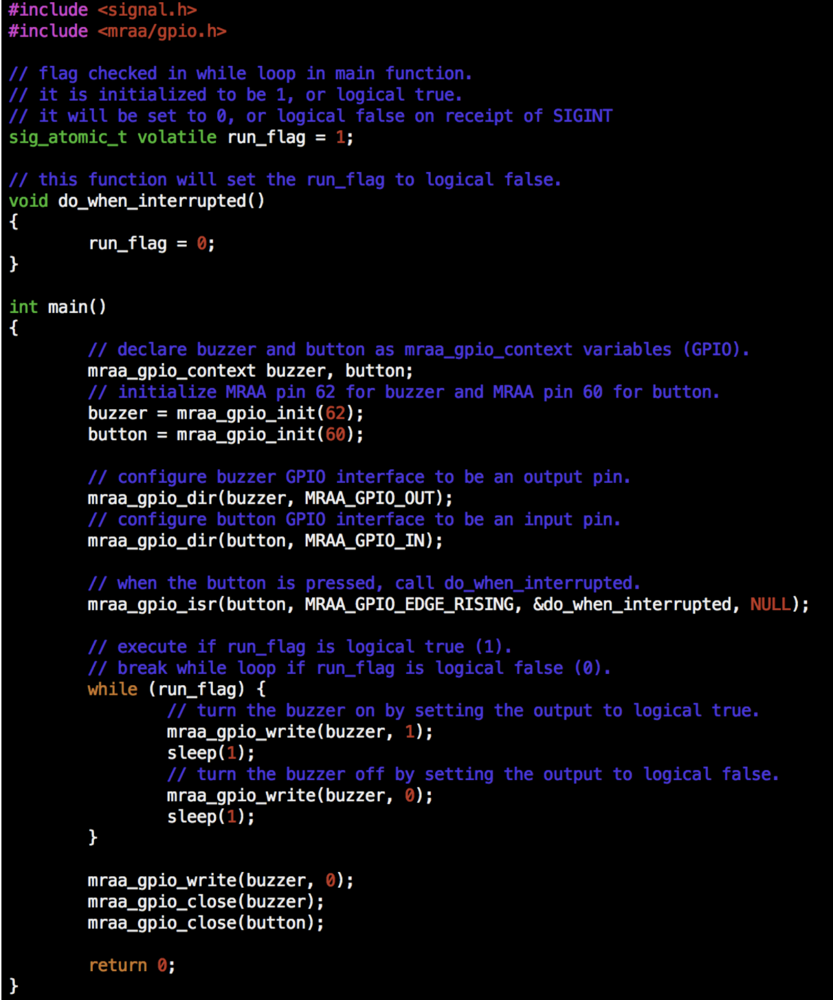 #include <signal.h>
#include <mraa/gpio.h>

// flag checked in while loop in main function.
// it is initialized to be 1, or logical true.
// it will be set to 0, or logical false on receipt of SIGINT
sig_atomic_t volatile run_flag = 1;

// this function will set the run_flag to logical false.
void do_when_interrupted()
{
        run_flag = 0;
}

int main()
{
        // declare buzzer and button as mraa_gpio_context variables (GPIO).
        mraa_gpio_context buzzer, button;
        // initialize MRAA pin 62 for buzzer and MRAA pin 60 for button.
        buzzer = mraa_gpio_init(62);
        button = mraa_gpio_init(60);

        // configure buzzer GPIO interface to be an output pin.
        mraa_gpio_dir(buzzer, MRAA_GPIO_OUT);
        // configure button GPIO interface to be an input pin.
        mraa_gpio_dir(button, MRAA_GPIO_IN);

        // when the button is pressed, call do_when_interrupted.
        mraa_gpio_isr(button, MRAA_GPIO_EDGE_RISING, &do_when_interrupted, NULL);

        // execute if run_flag is logical true (1).
        // break while loop if run_flag is logical false (0).
        while (run_flag) {
                // turn the buzzer on by setting the output to logical true.
                mraa_gpio_write(buzzer, 1);
                sleep(1);
                // turn the buzzer off by setting the output to logical false.
                mraa_gpio_write(buzzer, 0);
                sleep(1);
        }

        mraa_gpio_write(buzzer, 0);
        mraa_gpio_close(buzzer);
        mraa_gpio_close(button);

        return 0;
}